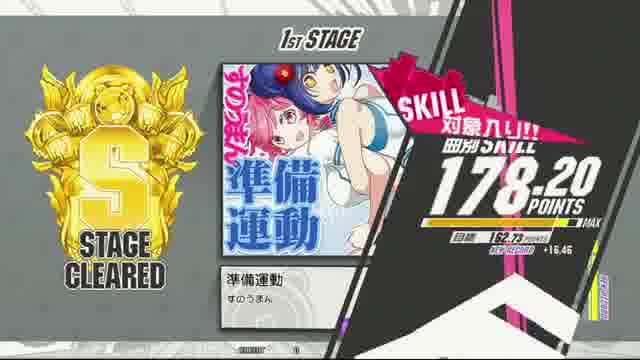 1ST STAGE
S
STAGE
CLEARED
すのうまん
準備
運動
準備運動
すのうまん
SKILL
対象入り!!
曲別SKILL
178.20
POINTS
MAX
目標 162.73 POINTS
NEW RECORD +16.46